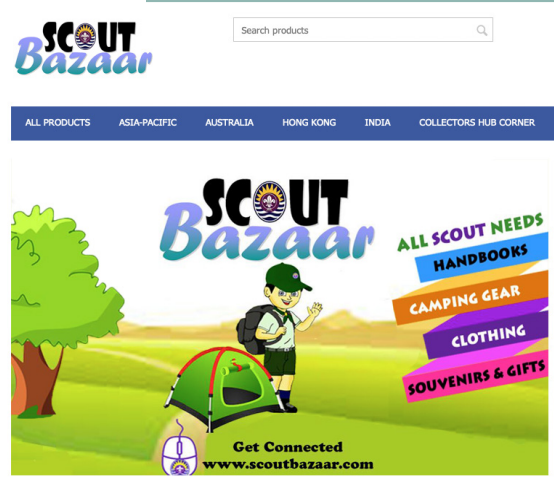 SCOUT
Bazaar
Search products
ALL PRODUCTS ASIA-PACIFIC AUSTRALIA HONG KONG INDIA COLLECTORS HUB CORNER
SCOUT
Bazaar
ALL SCOUT NEEDS
HANDBOOKS
CAMPING GEAR
CLOTHING
SOUVENIRS & GIFTS
Get Connected
www.scoutbazaar.com